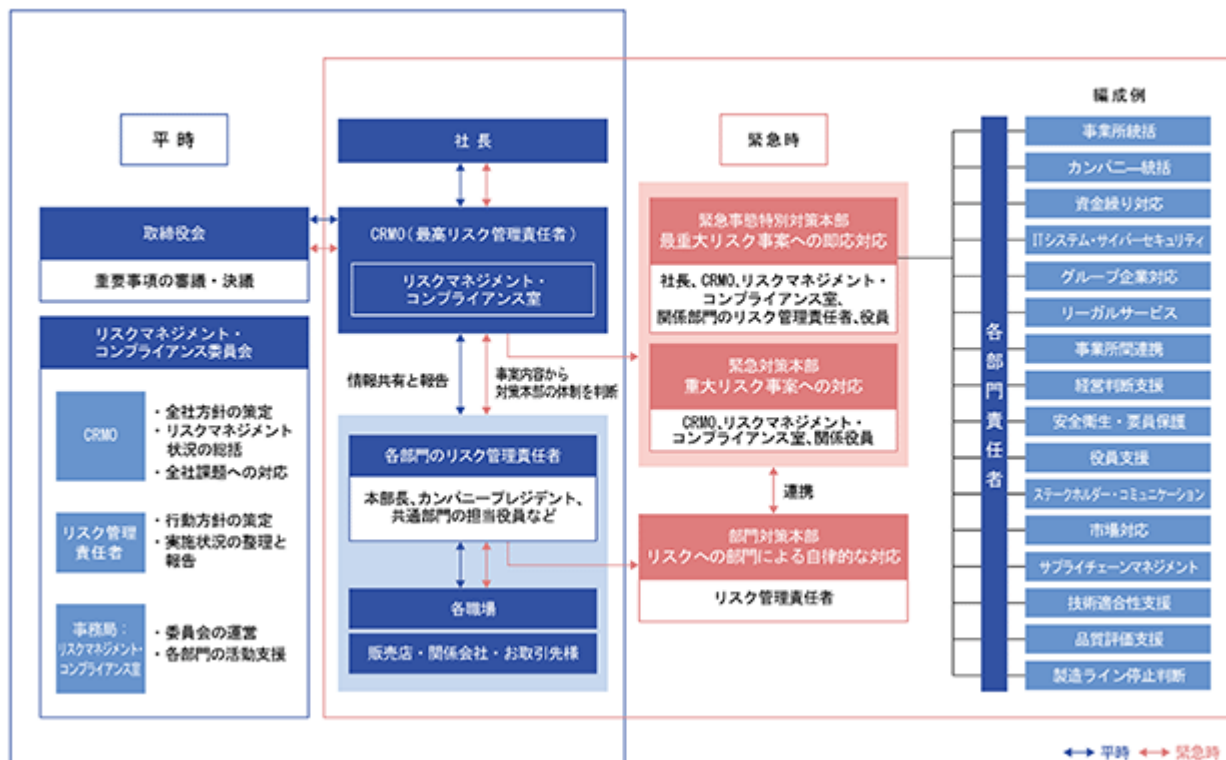 平時
取締役会
重要事項の審議・決議
リスクマネジメント・
コンプライアンス委員会
CRMO
・全社方針の策定
・リスクマネジメント
状況の総括
・全社課題への対応
リスク管理
責任者
・行動方針の策定
・実施状況の整理と
報告
事務局：
リスクマネジメント・
コンプライアンス室
・委員会の運営
・各部門の活動支援
社長
CRMO（最高リスク管理責任者）
リスクマネジメント・
コンプライアンス室
情報共有と報告
事案内容から
対策本部の体制を判断
各部門のリスク管理責任者
本部長、カンパニープレジデント、
共通部門の担当役員など
各職場
販売店・関係会社・お取引先様
緊急時
緊急事態特別対策本部
最重大リスク事案への即応対応
社長、CRMO、リスクマネジメント・
コンプライアンス室、
関係部門のリスク管理責任者、役員
緊急対策本部
重大リスク事案への対応
CRMO、リスクマネジメント・
コンプライアンス室、関係役員
連携
部門対策本部
リスクへの部門による自律的な対応
リスク管理責任者
各部門責任者
編成例
事業所統括
カンパニー統括
資金繰り対応
ITシステム・サイバーセキュリティ
グループ企業対応
リーガルサービス
事業所間連携
経営判断支援
安全衛生・要員保護
役員支援
ステークホルダー・コミュニケーション
市場対応
サプライチェーンマネジメント
技術適合性支援
品質評価支援
製造ライン停止判断
平時
緊急時